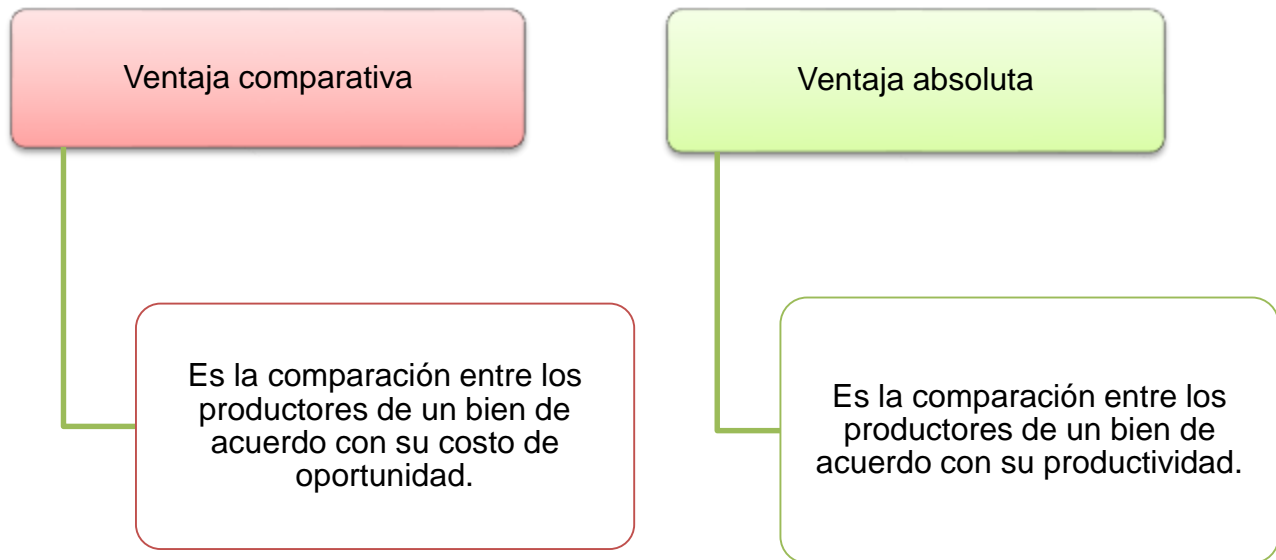 Ventaja comparativa
Es la comparación entre los
productores de un bien de
acuerdo con su costo de
oportunidad.
Ventaja absoluta
Es la comparación entre los
productores de un bien de
acuerdo con su productividad.